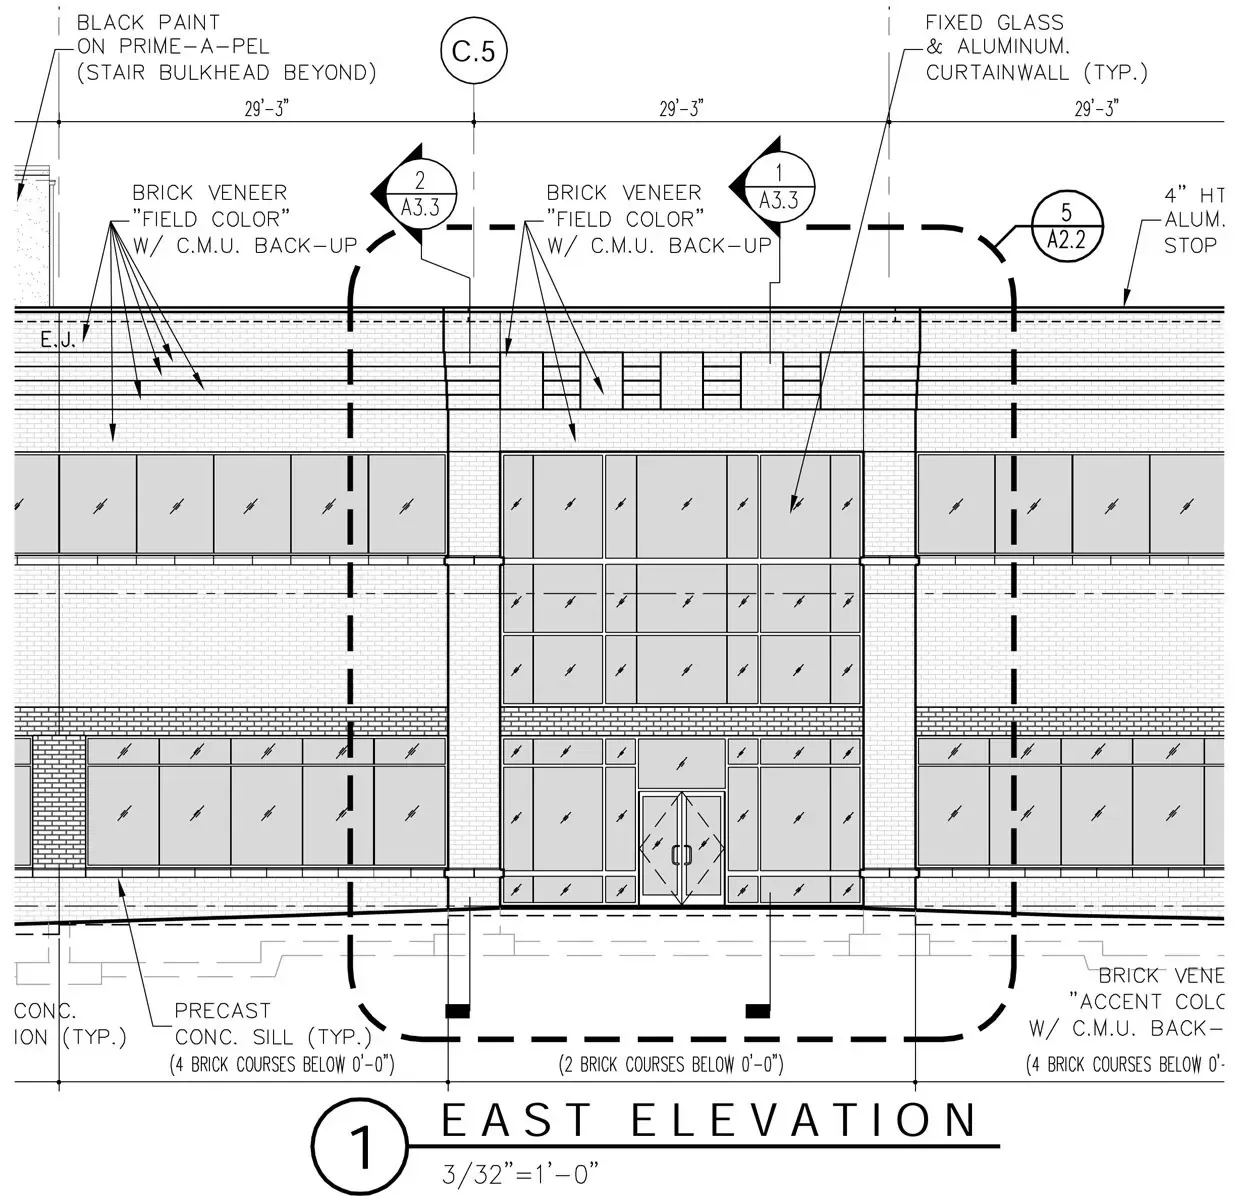 BLACK PAINT
ON PRIME-A-PEL
(STAIR BULKHEAD BEYOND)
C.5
FIXED GLASS
& ALUMINUM.
CURTAINWALL (TYP.)
29'-3"
29'-3"
29'-3"
BRICK VENEER
"FIELD COLOR"
W/ C.M.U. BACK-UP
2
A3.3
BRICK VENEER
"FIELD COLOR"
W/ C.M.U. BACK-UP
1
A3.3
5
A2.2
4" HT
ALUM.
STOP
E.J.
CONC.
ION (TYP.)
PRECAST
CONC. SILL (TYP.)
BRICK VENE
"ACCENT COLO
W/ C.M.U. BACK-
(4 BRICK COURSES BELOW 0'-0")
(2 BRICK COURSES BELOW 0'-0")
(4 BRICK COURSES BELOW 0'-
1
EAST ELEVATION
3/32"=1'-0"